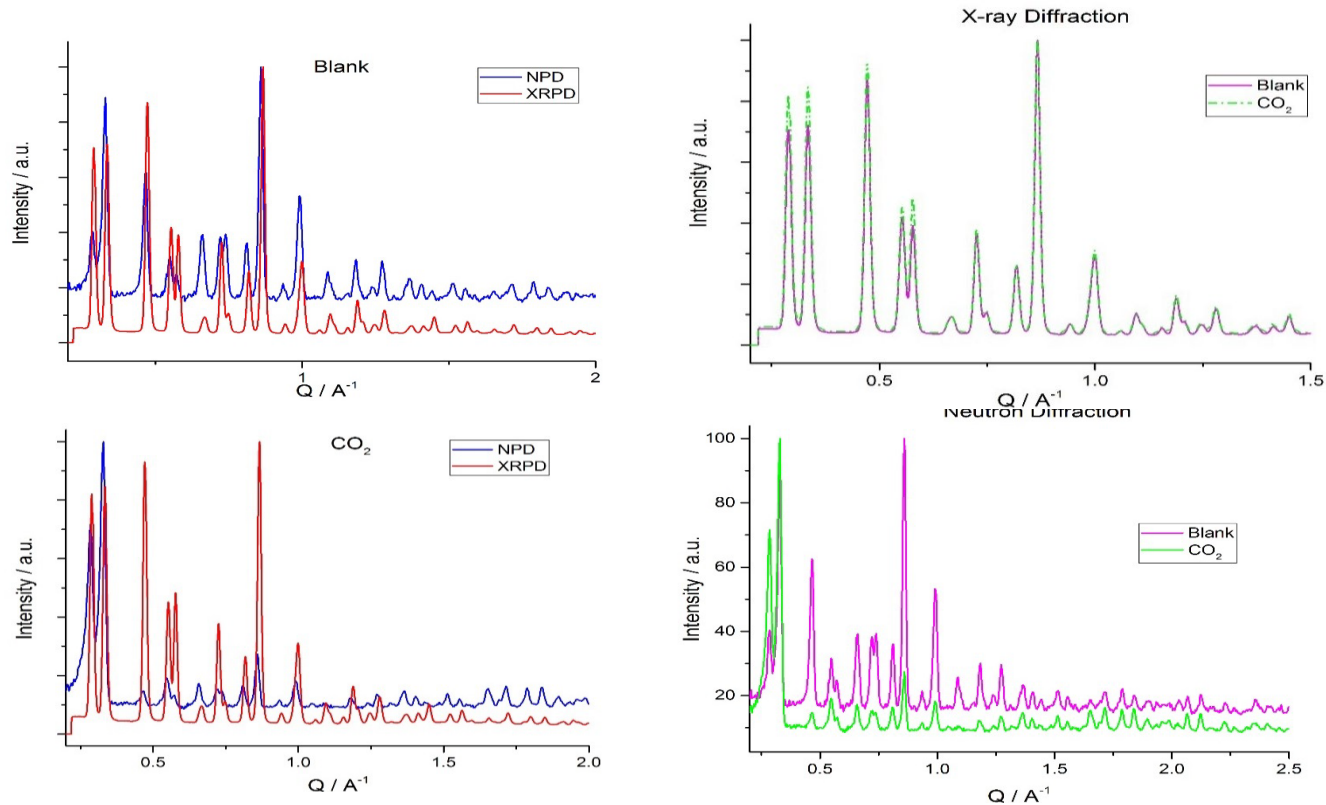 Blank
NPD
XRPD
Intensity / a.u.
1
2
Q / A⁻¹
X-ray Diffraction
Blank
CO₂
Intensity / a.u.
0.5
1.0
1.5
Q / A⁻¹
CO₂
NPD
XRPD
Intensity / a.u.
0.5
1.0
1.5
2.0
Q / A⁻¹
Neutron Diffraction
Blank
CO₂
Intensity / a.u.
100
80
60
40
20
0.5
1.0
1.5
2.0
2.5
Q / A⁻¹